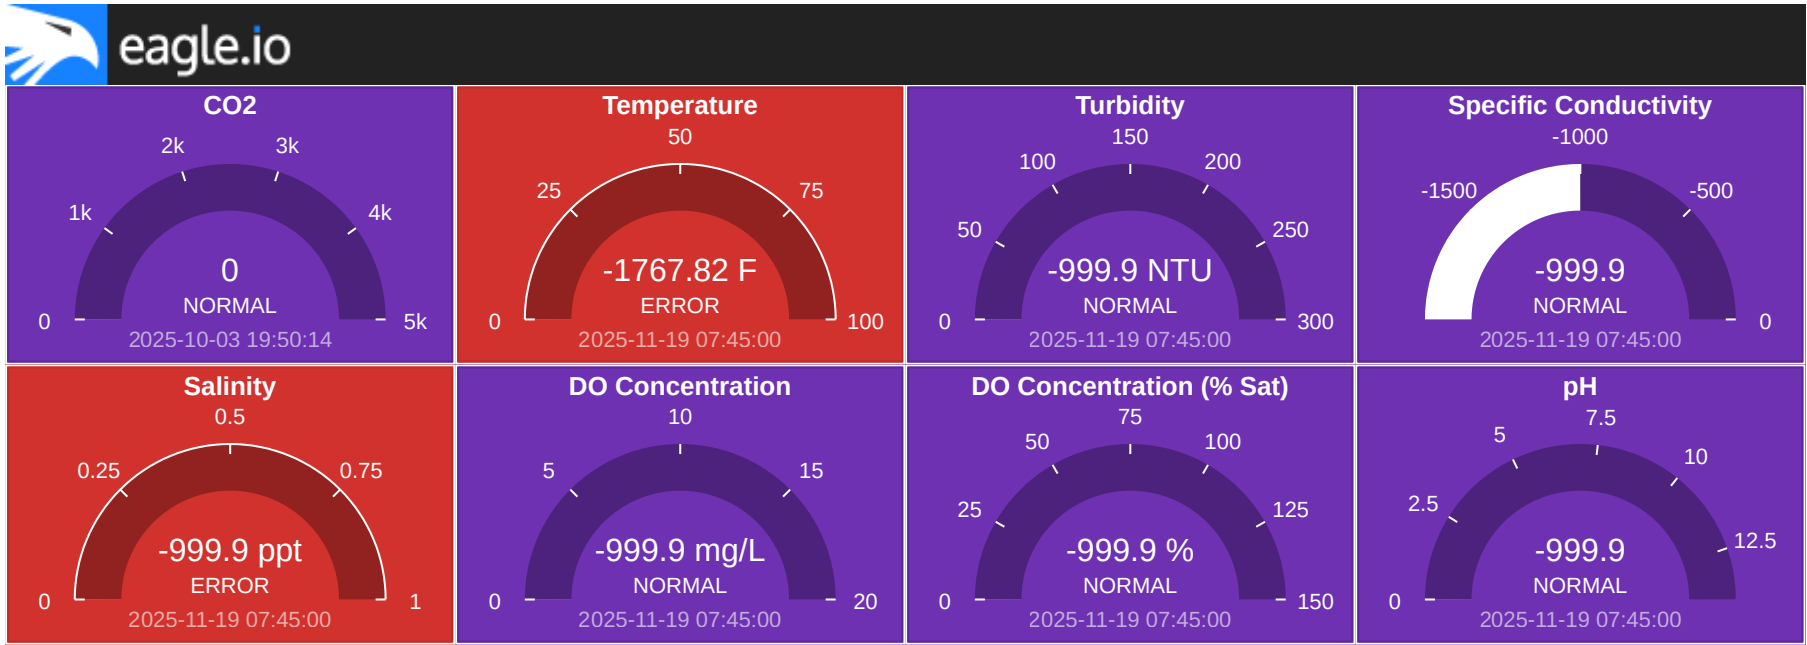 eagle.io
CO2
0
1k
2k
3k
4k
5k
0
NORMAL
2025-10-03 19:50:14
Temperature
0
25
50
75
100
-1767.82 F
ERROR
2025-11-19 07:45:00
Turbidity
0
50
100
150
200
250
300
-999.9 NTU
NORMAL
2025-11-19 07:45:00
Specific Conductivity
-1500
-1000
-500
0
-999.9
NORMAL
2025-11-19 07:45:00
Salinity
0
0.25
0.5
0.75
1
-999.9 ppt
ERROR
2025-11-19 07:45:00
DO Concentration
0
5
10
15
20
-999.9 mg/L
NORMAL
2025-11-19 07:45:00
DO Concentration (% Sat)
0
25
50
75
100
125
150
-999.9 %
NORMAL
2025-11-19 07:45:00
pH
0
2.5
5
7.5
10
12.5
-999.9
NORMAL
2025-11-19 07:45:00